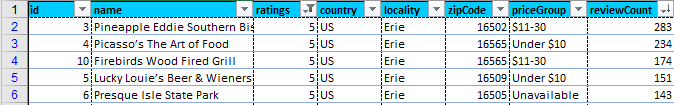 1 id name ratings country locality zipCode priceGroup reviewCount
2 3 Pineapple Eddie Southern Bis 5 US Erie 16502 $11-30 283
3 4 Picasso's The Art of Food 5 US Erie 16565 Under $10 234
4 10 Firebirds Wood Fired Grill 5 US Erie 16565 $11-30 174
5 5 Lucky Louie's Beer & Wieners 5 US Erie 16509 Under $10 151
6 6 Presque Isle State Park 5 US Erie 16505 Unavailable 143